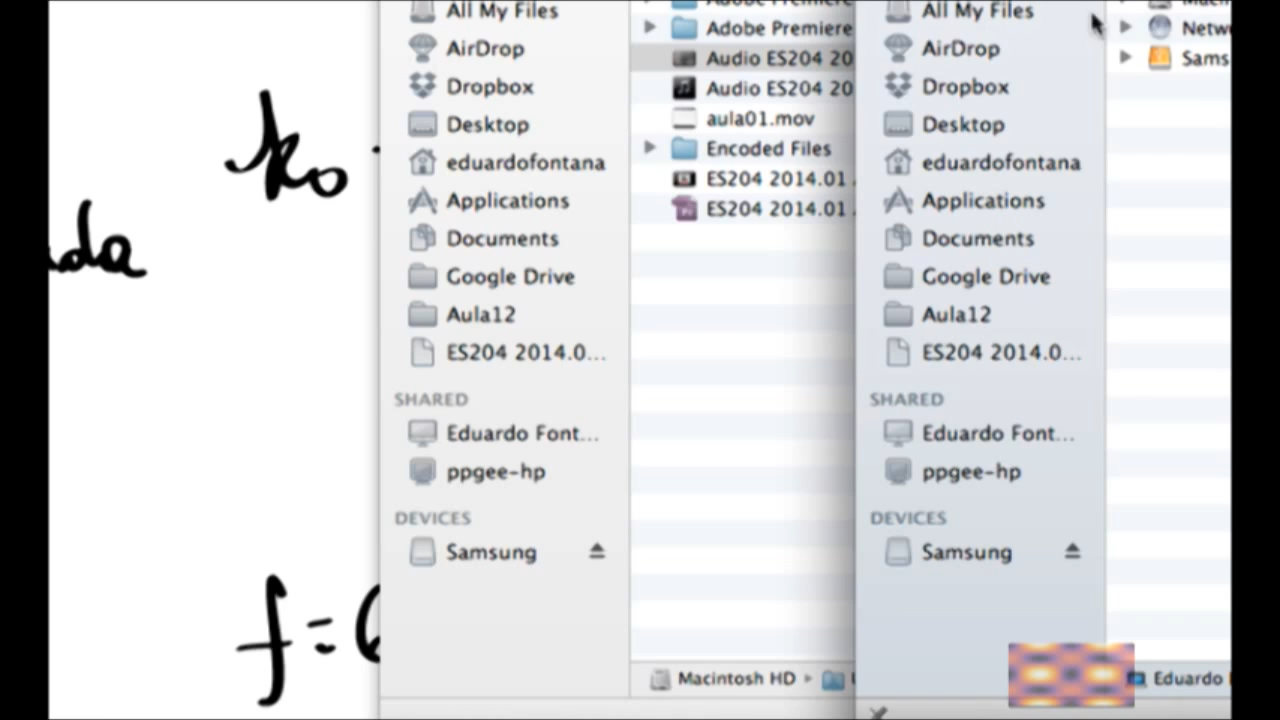 k₀
da
f=
All My Files
AirDrop
Dropbox
Desktop
eduardofontana
Applications
Documents
Google Drive
Aula12
ES204 2014.0...
SHARED
Eduardo Font...
ppgee-hp
DEVICES
Samsung
Adobe Premiere
Adobe Premiere
Audio ES204 20
Audio ES204 20
aula01.mov
Encoded Files
ES204 2014.01
ES204 2014.01
Macintosh HD
All My Files
AirDrop
Dropbox
Desktop
eduardofontana
Applications
Documents
Google Drive
Aula12
ES204 2014.0...
SHARED
Eduardo Font...
ppgee-hp
DEVICES
Samsung
Netw
Sams
Eduardo